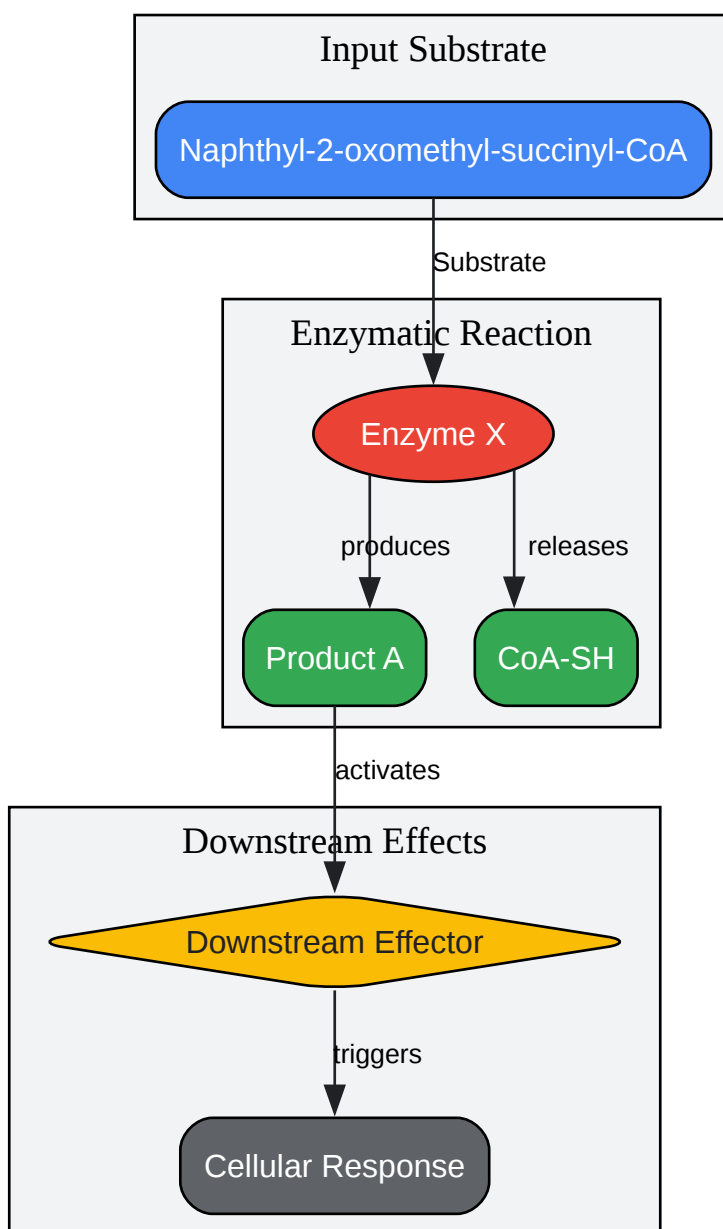 Input Substrate
Naphthyl-2-oxomethyl-succinyl-CoA
Substrate
Enzymatic Reaction
Enzyme X
produces
releases
Product A
CoA-SH
activates
Downstream Effects
Downstream Effector
triggers
Cellular Response